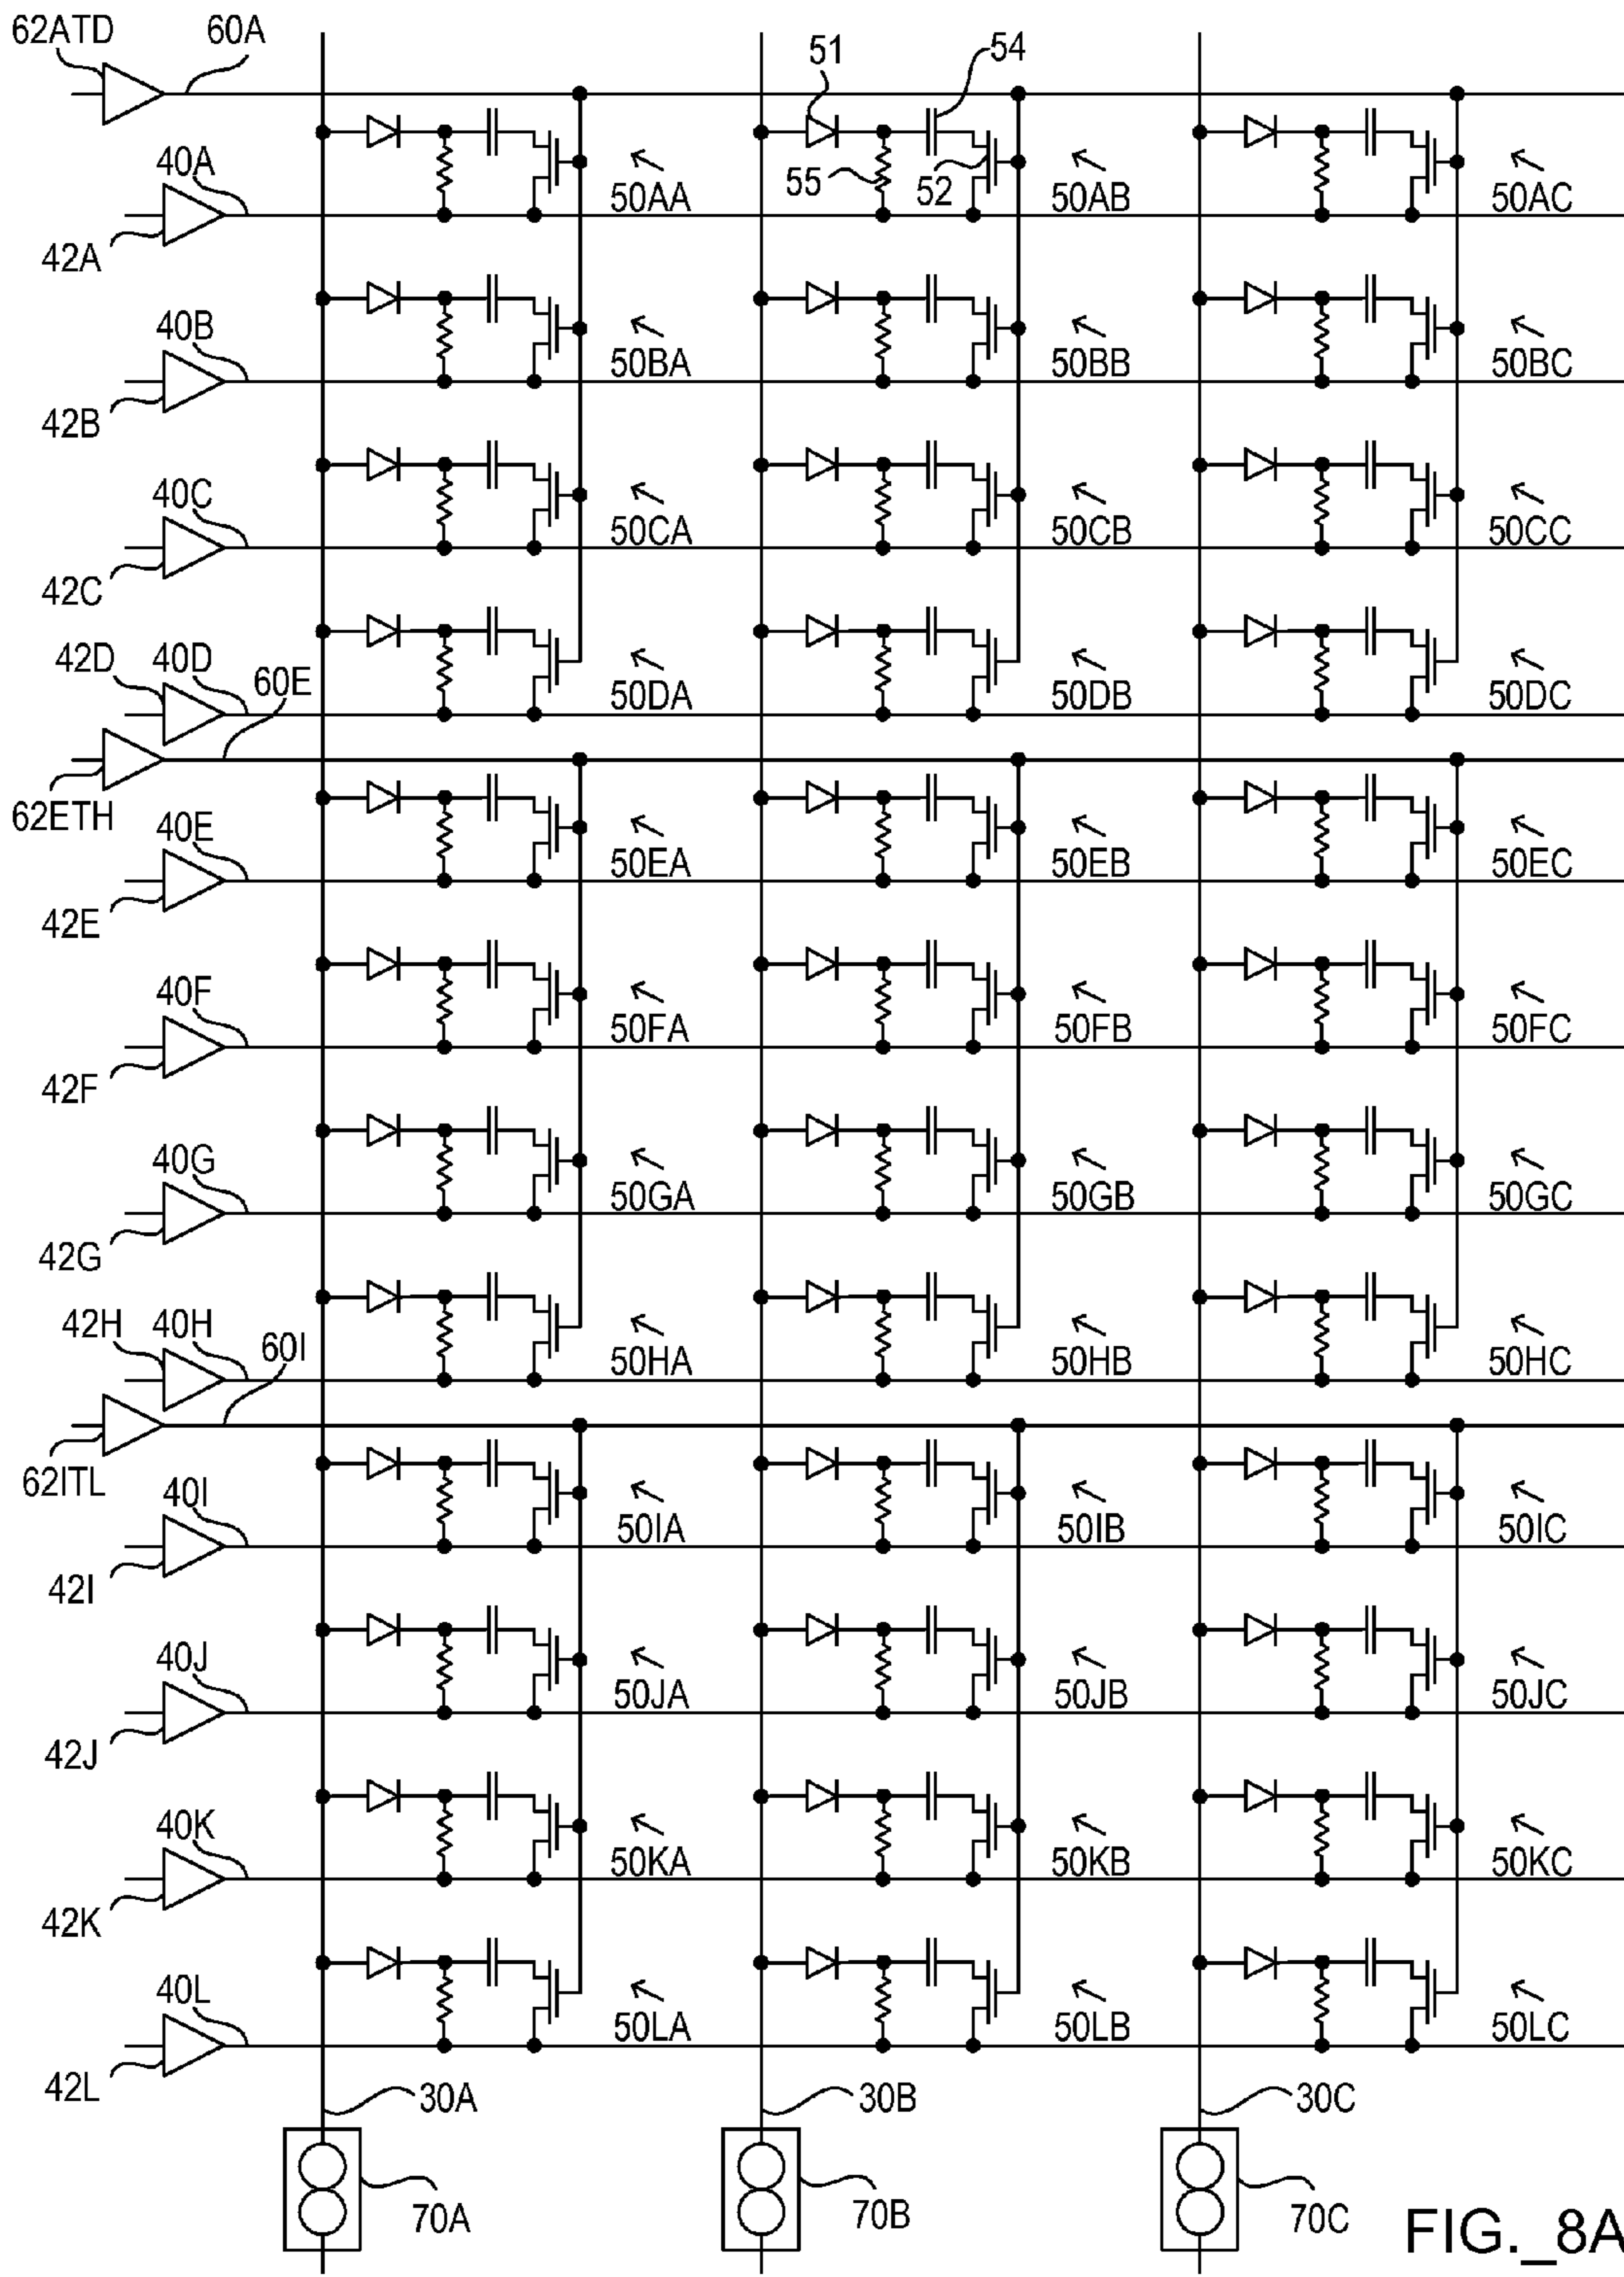 62ATD 60A 51 54
40A 55 52 50AA 50AB 50AC
42A
40B 50BA 50BB 50BC
42B
40C 50CA 50CB 50CC
42C
42D 40D 60E 50DA 50DB 50DC
62ETH
40E 50EA 50EB 50EC
42E
40F 50FA 50FB 50FC
42F
40G 50GA 50GB 50GC
42G
42H 40H 60I 50HA 50HB 50HC
62ITL
40I 50IA 50IB 50IC
42I
40J 50JA 50JB 50JC
42J
40K 50KA 50KB 50KC
42K
40L 50LA 50LB 50LC
42L
30A 30B 30C
70A 70B 70C
FIG._8A